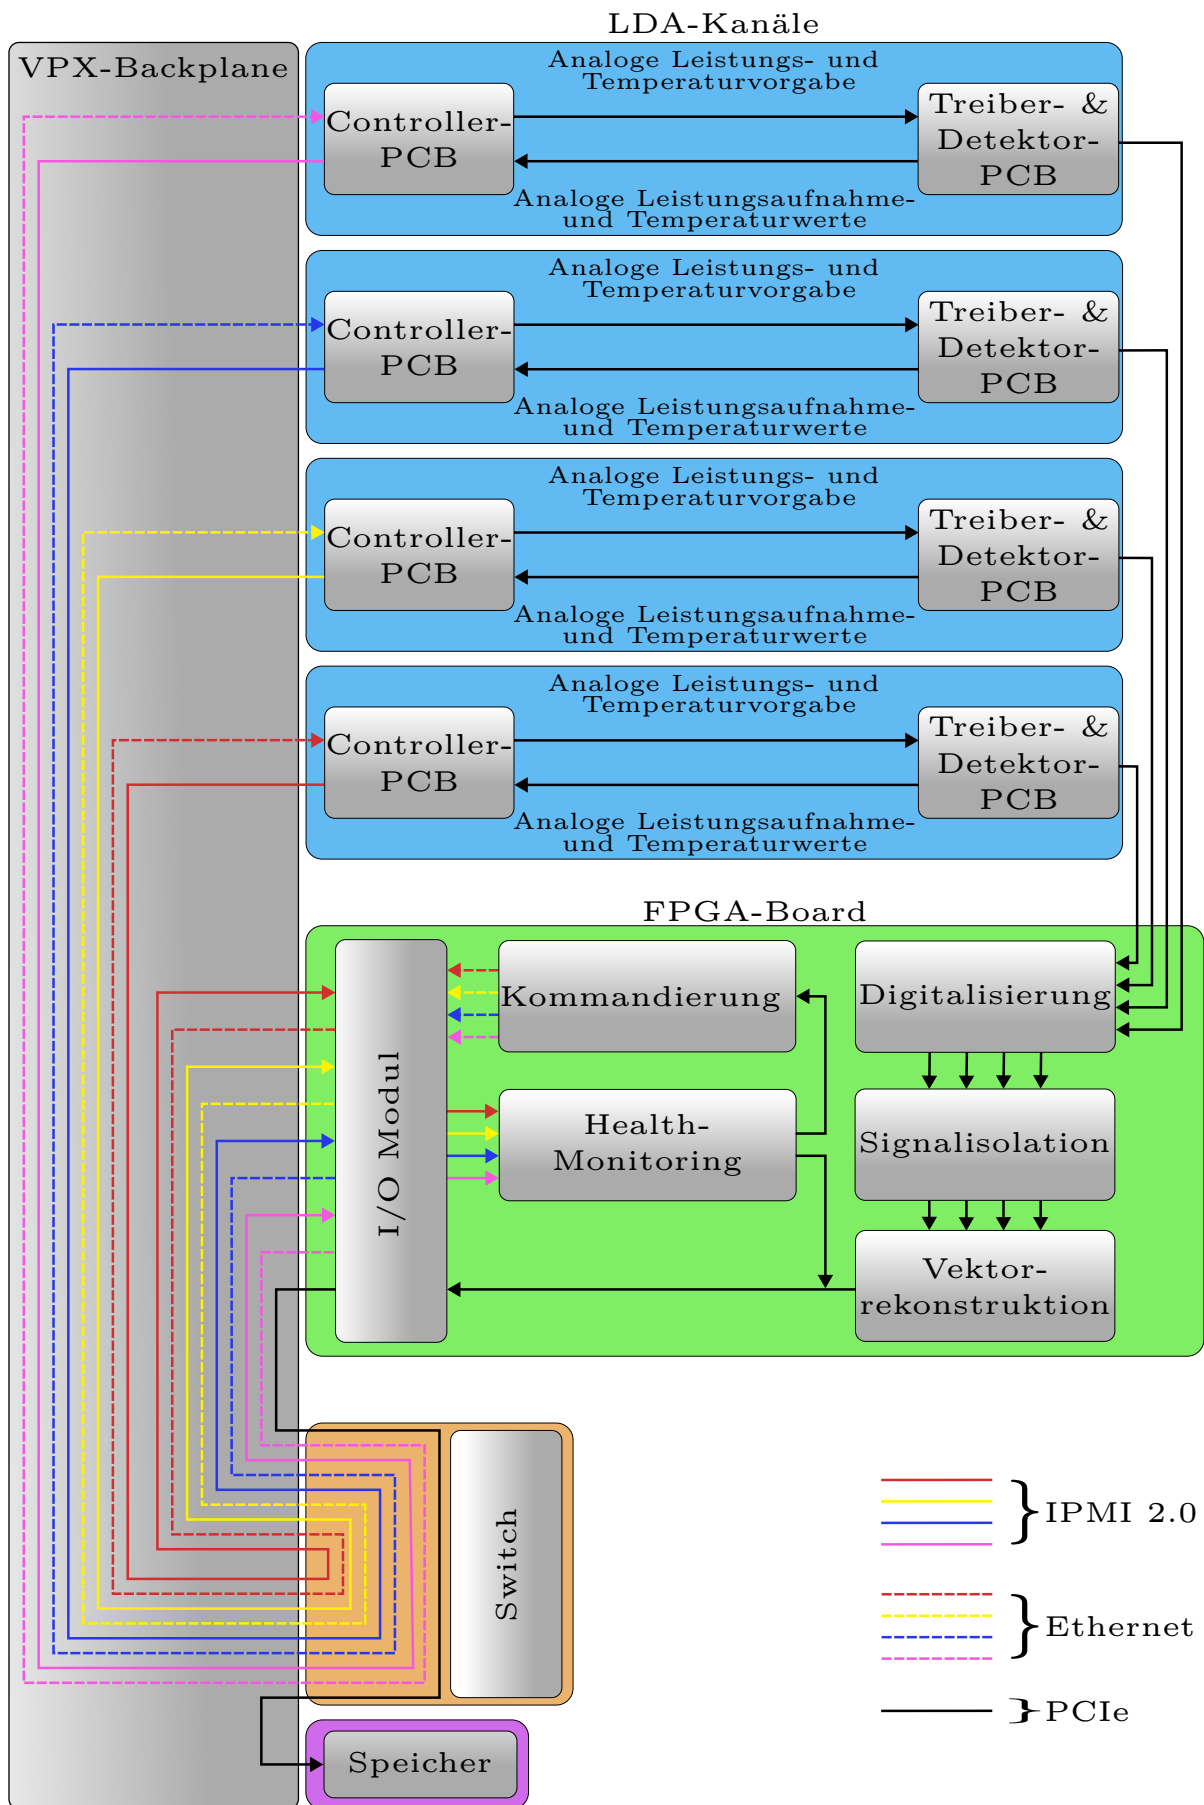 LDA-Kanäle
VPX-Backplane
Analoge Leistungs- und
Temperaturvorgabe
Controller-
PCB
Treiber- &
Detektor-
PCB
Analoge Leistungsaufnahme-
und Temperaturwerte
Analoge Leistungs- und
Temperaturvorgabe
Controller-
PCB
Treiber- &
Detektor-
PCB
Analoge Leistungsaufnahme-
und Temperaturwerte
Analoge Leistungs- und
Temperaturvorgabe
Controller-
PCB
Treiber- &
Detektor-
PCB
Analoge Leistungsaufnahme-
und Temperaturwerte
Analoge Leistungs- und
Temperaturvorgabe
Controller-
PCB
Treiber- &
Detektor-
PCB
Analoge Leistungsaufnahme-
und Temperaturwerte
FPGA-Board
I/O Modul
Kommandierung
Digitalisierung
Health-
Monitoring
Signalisolation
Vektor-
rekonstruktion
Switch
IPMI 2.0
Ethernet
PCIe
Speicher